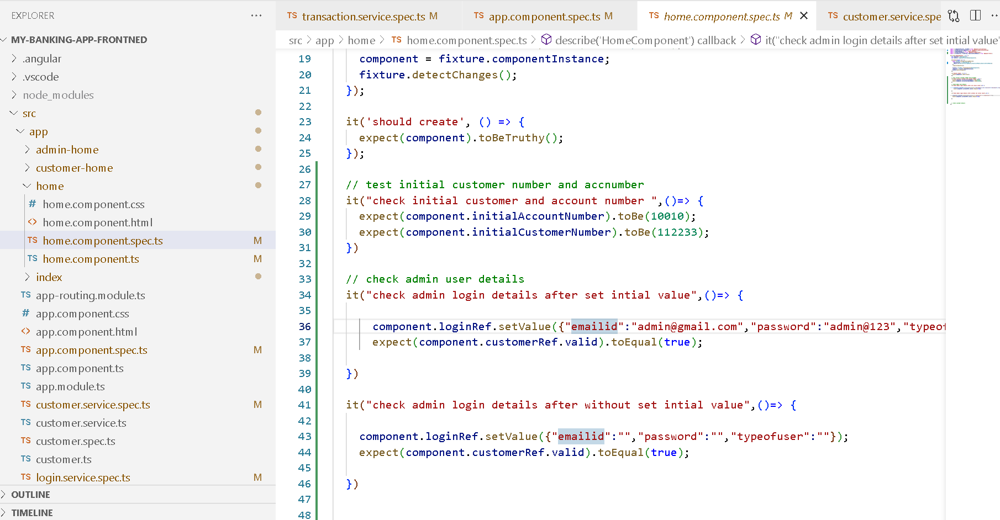 EXPLORER
MY-BANKING-APP-FRONTNED
.angular
.vscode
node_modules
src
app
admin-home
customer-home
home
# home.component.css
<> home.component.html
TS home.component.spec.ts M
TS home.component.ts M
index
TS app-routing.module.ts
# app.component.css
<> app.component.html
TS app.component.spec.ts M
TS app.component.ts
TS app.module.ts
TS customer.service.spec.ts M
TS customer.service.ts
TS customer.spec.ts
TS customer.ts
TS login.service.spec.ts M
OUTLINE
TIMELINE
TS transaction.service.spec.ts M
TS app.component.spec.ts M
TS home.component.spec.ts M
TS customer.service.spe
src > app > home > TS home.component.spec.ts > describe('HomeComponent') callback > it("check admin login details after set intial value"
19 component = fixture.componentInstance;
20 fixture.detectChanges();
21 });
22
23 it('should create', () => {
24 expect(component).toBeTruthy();
25 });
26
27 // test initial customer number and accnumber
28 it("check initial customer and account number ",()=> {
29 expect(component.initialAccountNumber).toBe(10010);
30 expect(component.initialCustomerNumber).toBe(112233);
31 })
32
33 // check admin user details
34 it("check admin login details after set intial value",()=> {
35
36 component.loginRef.setValue({"emailid":"admin@gmail.com","password":"admin@123","typeof
37 expect(component.customerRef.valid).toEqual(true);
38
39 })
40
41 it("check admin login details after without set intial value",()=> {
42
43 component.loginRef.setValue({"emailid":"","password":"","typeofuser":""});
44 expect(component.customerRef.valid).toEqual(true);
45
46 })
47
48